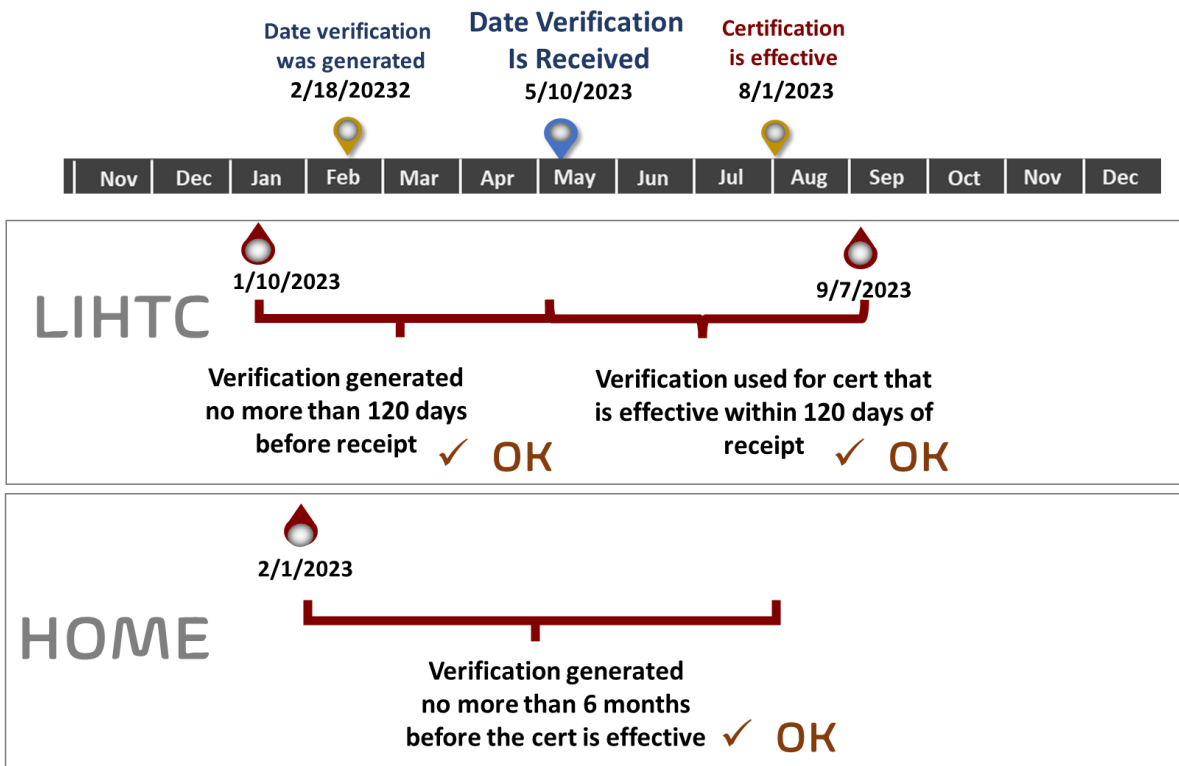 Date verification
was generated
2/18/20232
Date Verification
Is Received
5/10/2023
Certification
is effective
8/1/2023
Nov Dec Jan Feb Mar Apr May Jun Jul Aug Sep Oct Nov Dec
LIHTC
1/10/2023
9/7/2023
Verification generated
no more than 120 days
before receipt ✓ OK
Verification used for cert that
is effective within 120 days of
receipt ✓ OK
HOME
2/1/2023
Verification generated
no more than 6 months
before the cert is effective ✓ OK